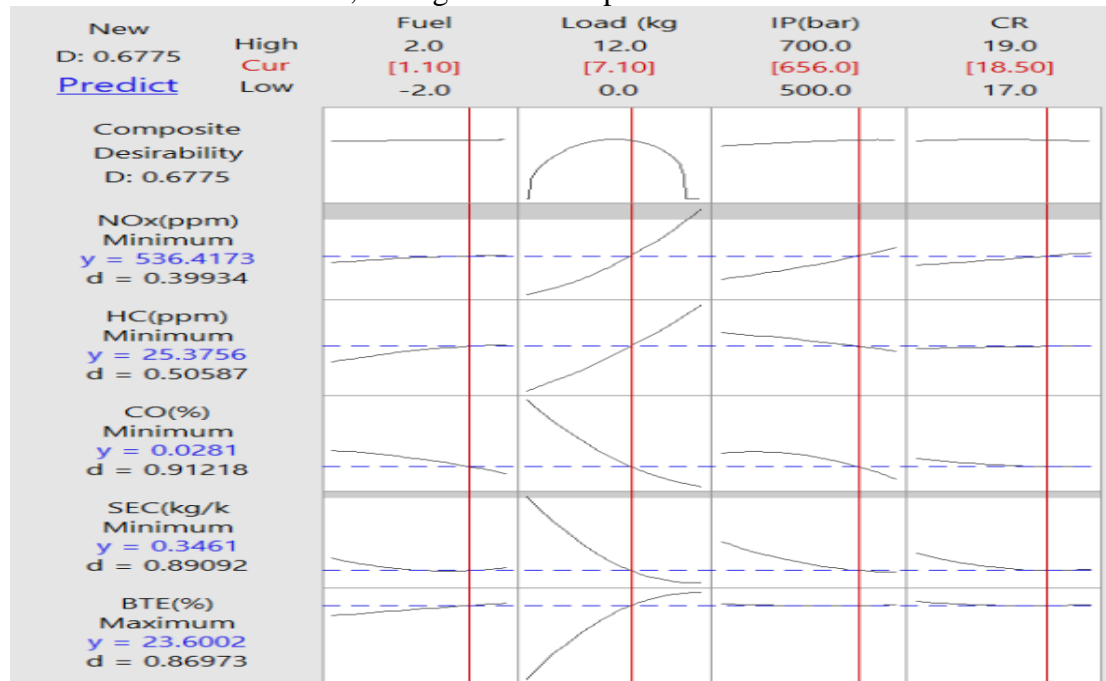 New
D: 0.6775
Predict
High
Cur
Low
Fuel
2.0
[1.10]
-2.0
Load (kg
12.0
[7.10]
0.0
IP(bar)
700.0
[656.0]
500.0
CR
19.0
[18.50]
17.0
Composite
Desirability
D: 0.6775
NOx(ppm)
Minimum
y = 536.4173
d = 0.39934
HC(ppm)
Minimum
y = 25.3756
d = 0.50587
CO(%)
Minimum
y = 0.0281
d = 0.91218
SEC(kg/k
Minimum
y = 0.3461
d = 0.89092
BTE(%)
Maximum
y = 23.6002
d = 0.86973